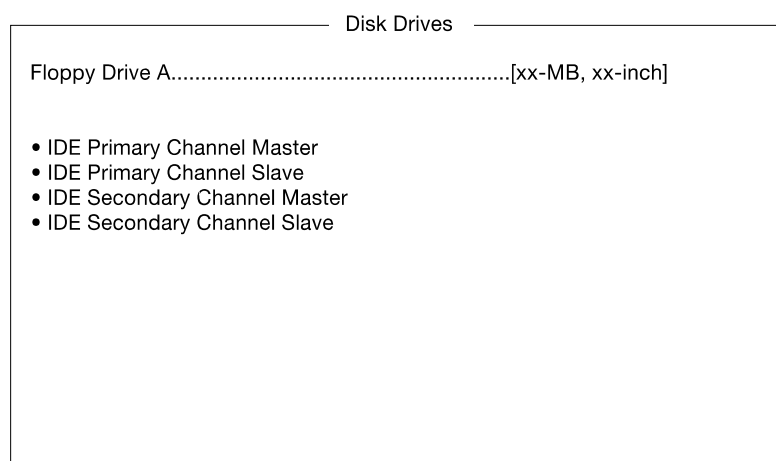 Disk Drives
Floppy Drive A.........................................................[xx-MB, xx-inch]
• IDE Primary Channel Master
• IDE Primary Channel Slave
• IDE Secondary Channel Master
• IDE Secondary Channel Slave